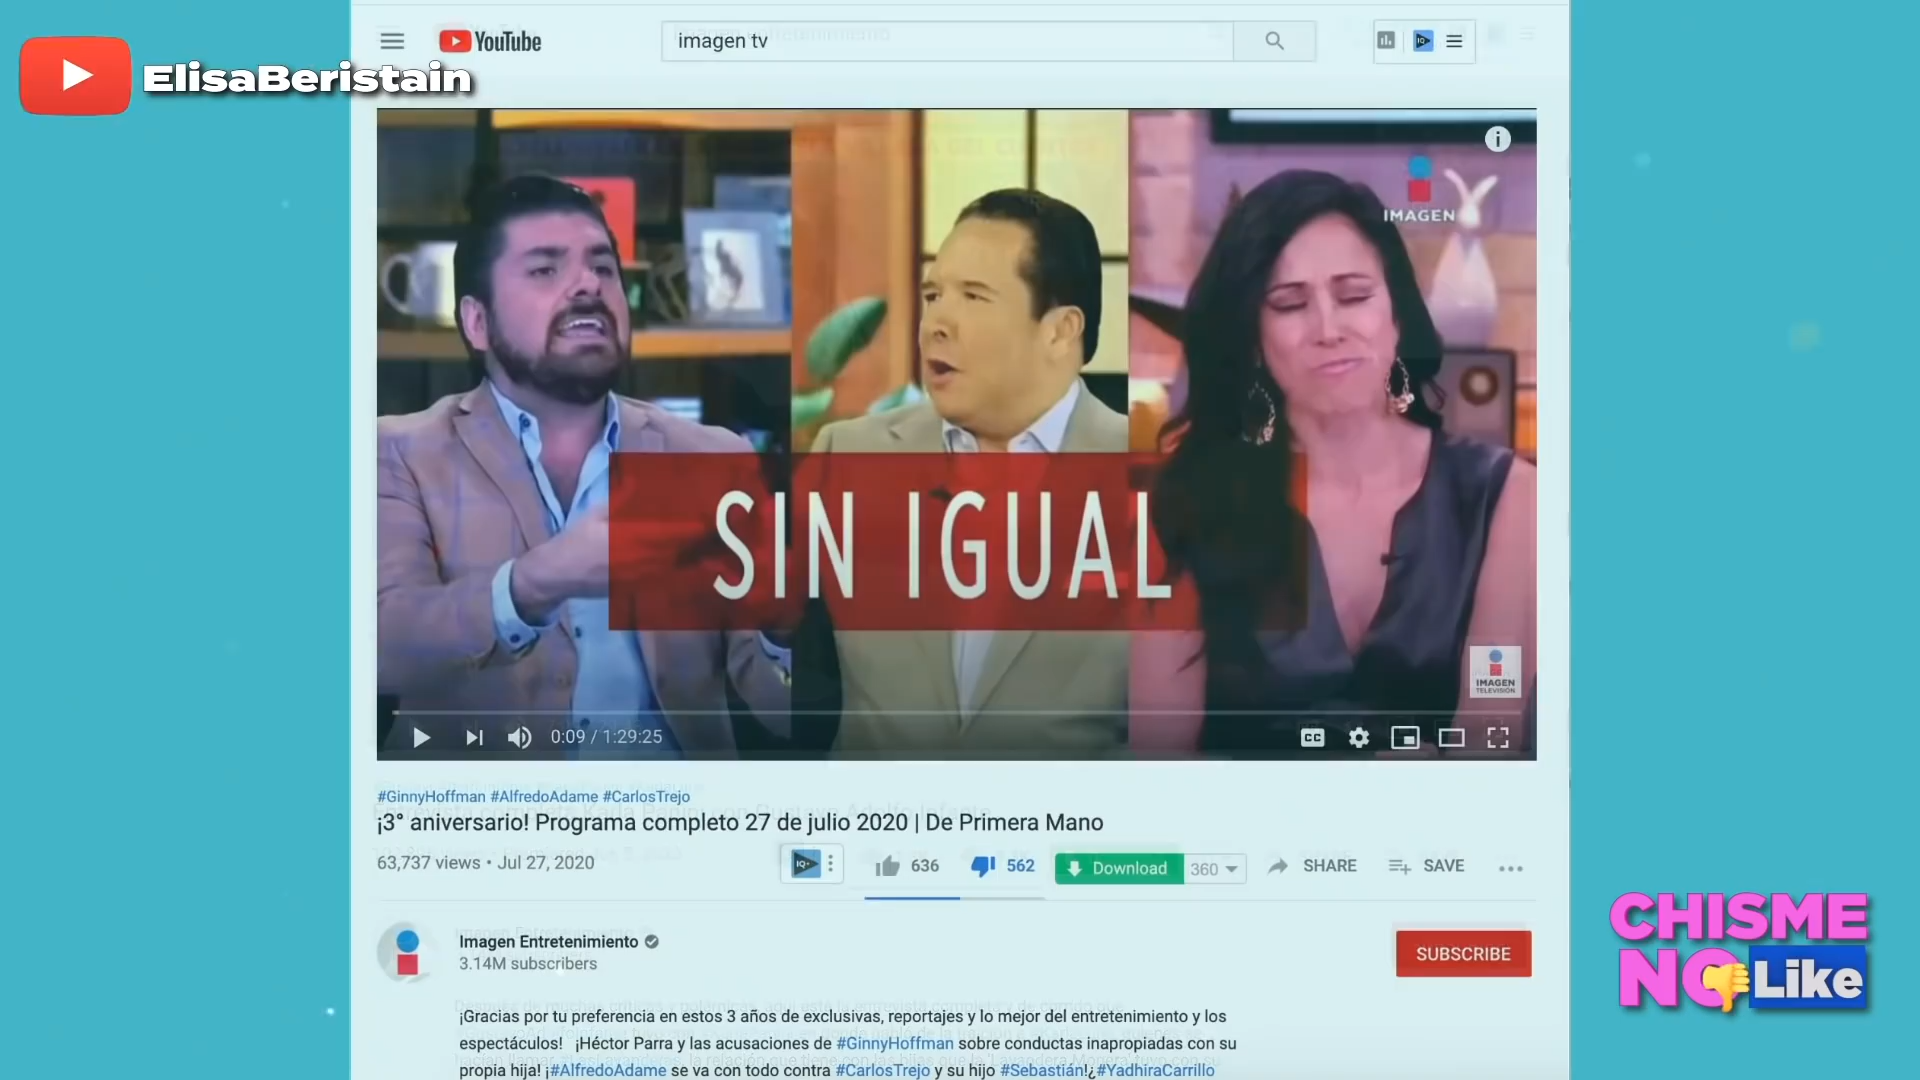 YouTube
imagen tv
ElisaBeristain
IMAGEN
SIN IGUAL
IMAGEN
TELEVISIÓN
0:09 / 1:29:25
CC
#GinnyHoffman #AlfredoAdame #CarlosTrejo
¡3° aniversario! Programa completo 27 de julio 2020 | De Primera Mano
63,737 views • Jul 27, 2020
IQ
636
562
Download
360
SHARE
SAVE
Imagen Entretenimiento
3.14M subscribers
SUBSCRIBE
¡Gracias por tu preferencia en estos 3 años de exclusivas, reportajes y lo mejor del entretenimiento y los
espectáculos! ¡Héctor Parra y las acusaciones de #GinnyHoffman sobre conductas inapropiadas con su
propia hija! ¡#AlfredoAdame se va con todo contra #CarlosTrejo y su hijo #Sebastián!¿#YadhiraCarrillo
CHISME
NO Like